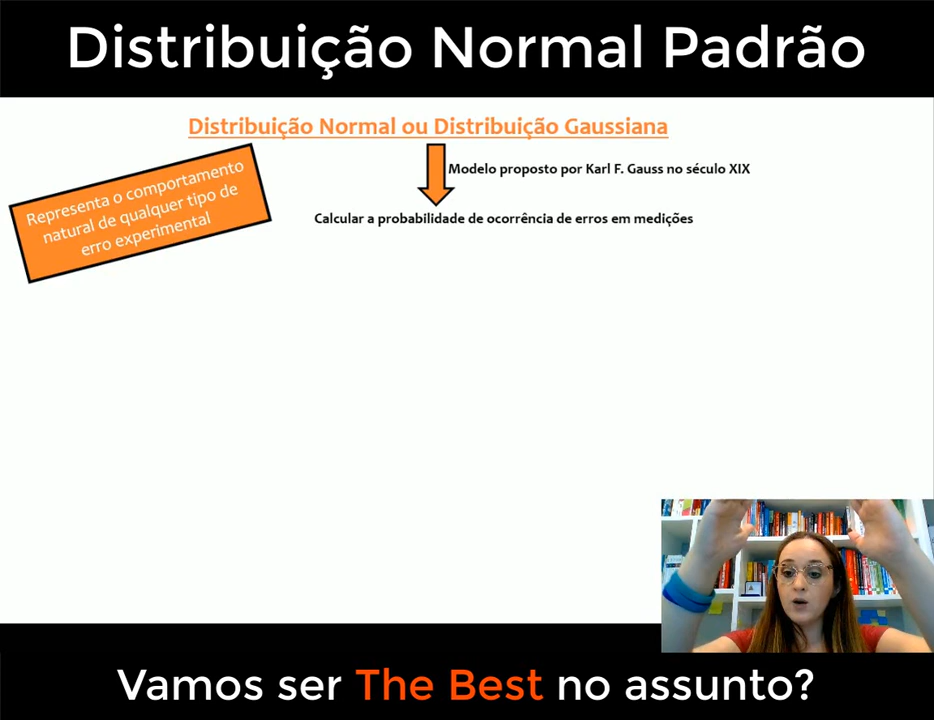 Distribuição Normal Padrão
Distribuição Normal ou Distribuição Gaussiana
Modelo proposto por Karl F. Gauss no século XIX
Representa o comportamento
natural de qualquer tipo de
erro experimental
Calcular a probabilidade de ocorrência de erros em medições
Vamos ser The Best no assunto?